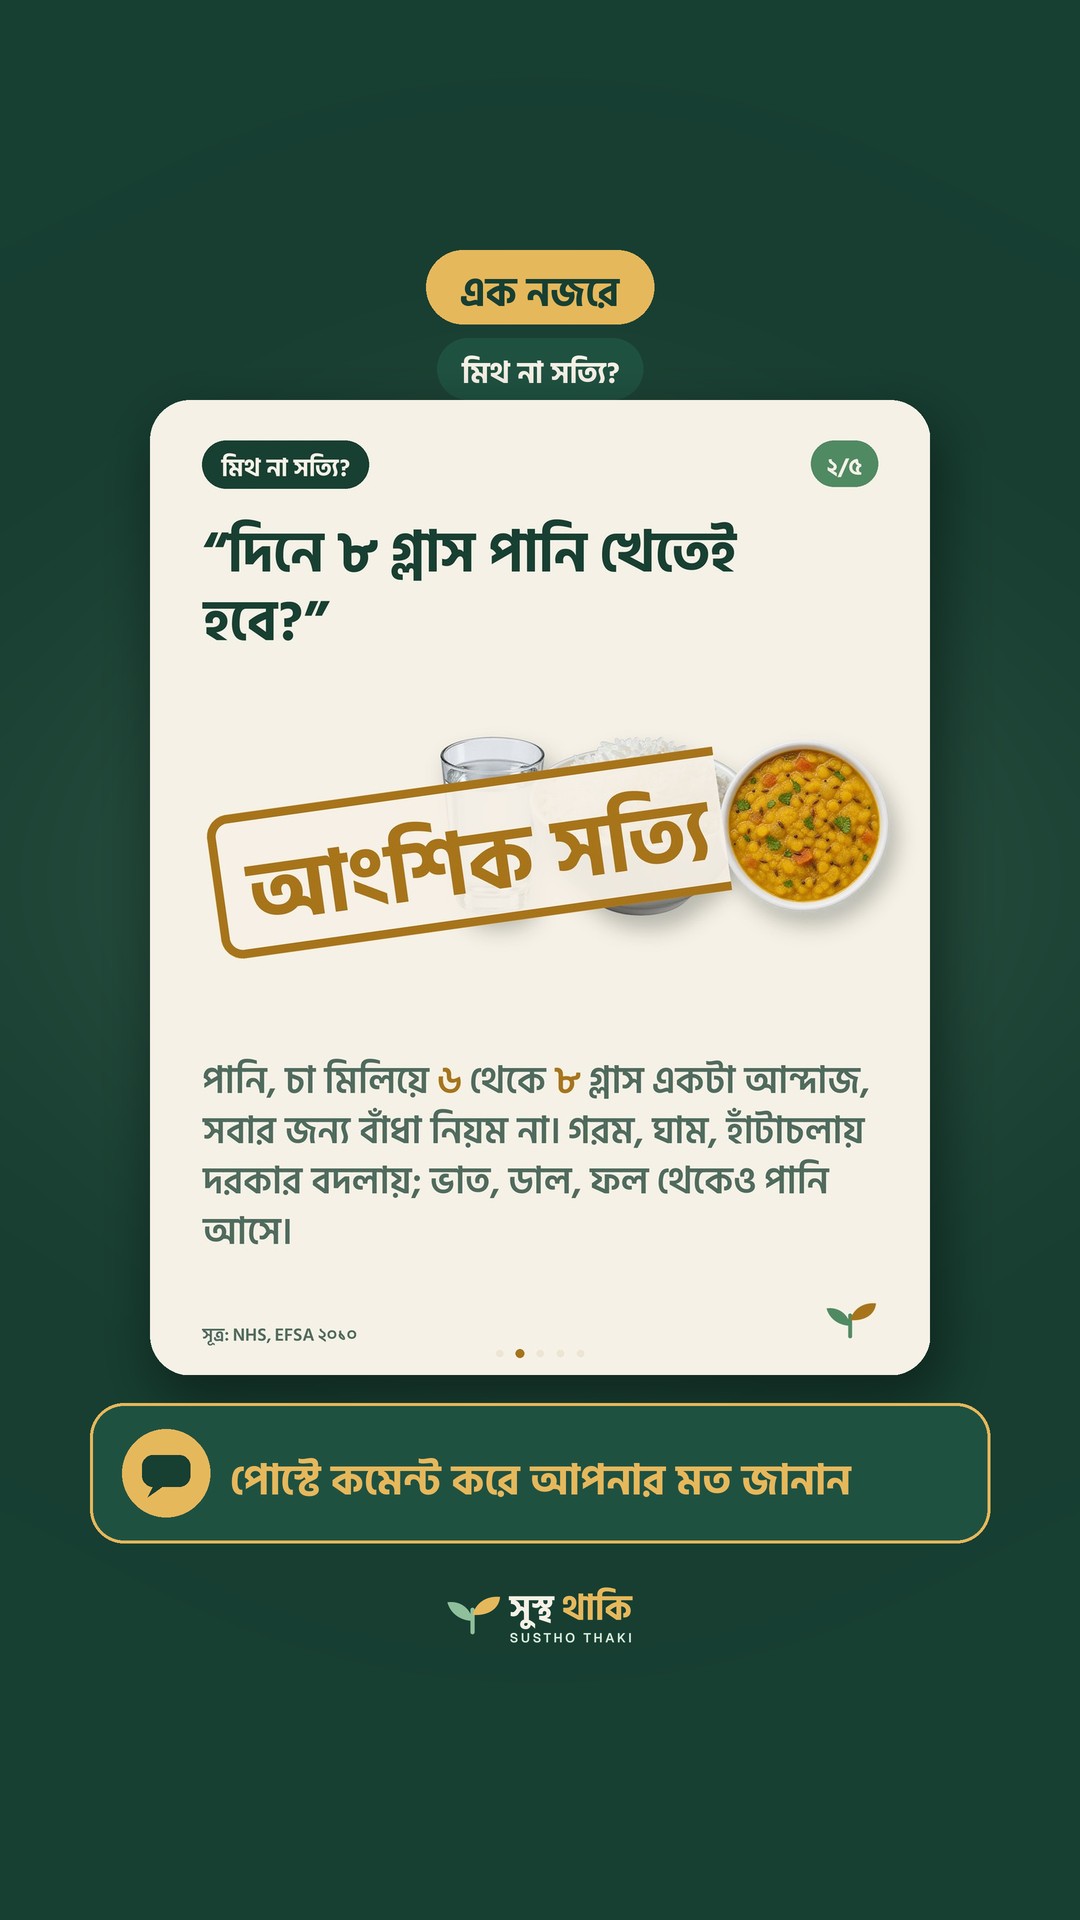 এক নজরে
মিথ না সত্যি?
মিথ না সত্যি?
২/৫
“দিনে ৮ গ্লাস পানি খেতেই
হবে?”
আংশিক সত্যি
পানি, চা মিলিয়ে ৬ থেকে ৮ গ্লাস একটা আন্দাজ,
সবার জন্য বাঁধা নিয়ম না। গরম, ঘাম, হাঁটাচলায়
দরকার বদলায়; ভাত, ডাল, ফল থেকেও পানি
আসে।
সূত্র: NHS, EFSA ২০১০
পোস্টে কমেন্ট করে আপনার মত জানান
সুস্থ থাকি
SUSTHO THAKI